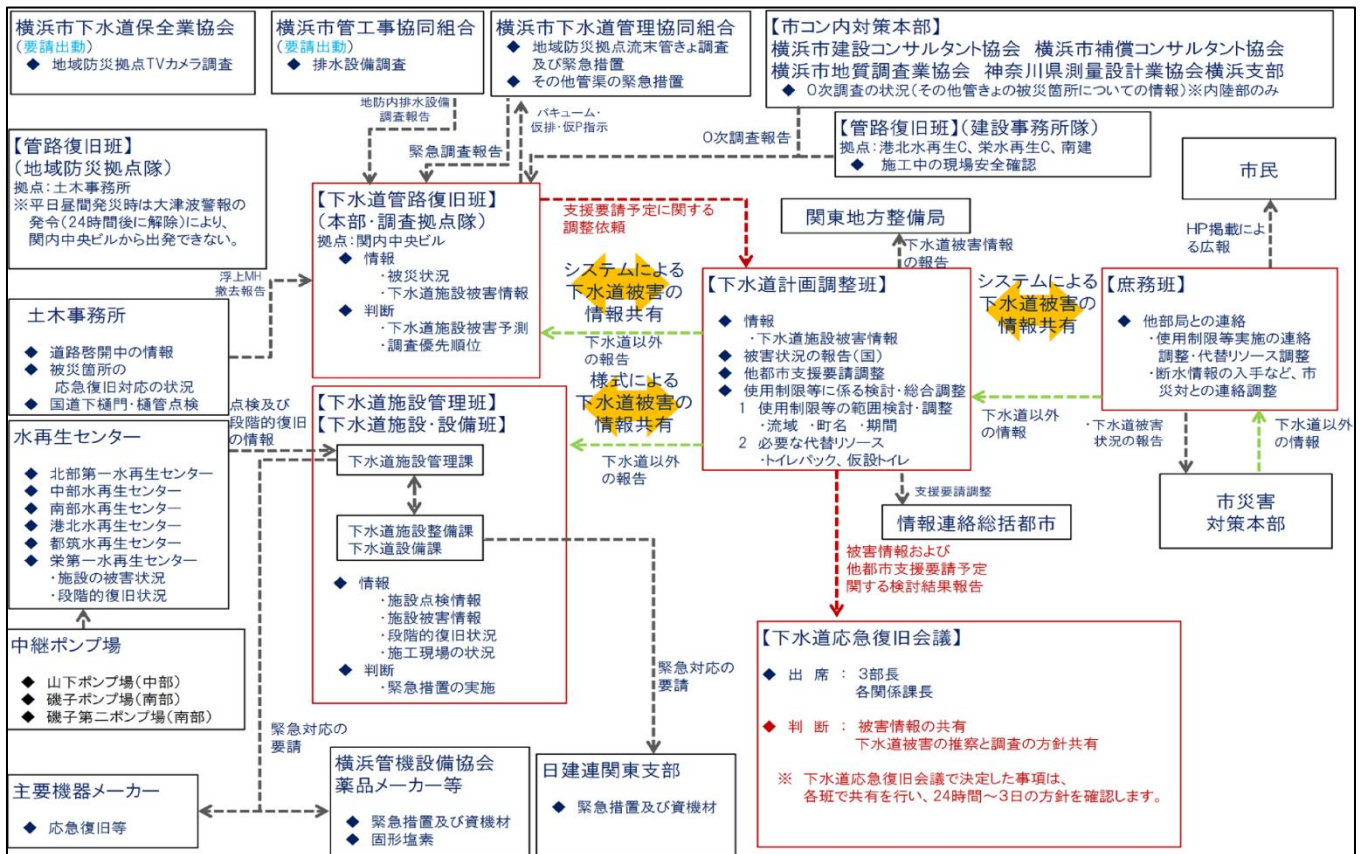 横浜市下水道保全業協会
(要請出動)
◆ 地域防災拠点TVカメラ調査
横浜市管工事協同組合
(要請出動)
◆ 排水設備調査
横浜市下水道管理協同組合
◆ 地域防災拠点流末管きょ調査
及び緊急措置
◆ その他管渠の緊急措置
【市コン内対策本部】
横浜市建設コンサルタント協会 横浜市補償コンサルタント協会
横浜市地質調査業協会 神奈川県測量設計業協会横浜支部
◆ 0次調査の状況(その他管きょの被災箇所についての情報)※内陸部のみ
地防内排水設備
調査報告
緊急調査報告
バキューム・
仮排・仮P指示
0次調査報告
【管路復旧班】(建設事務所隊)
拠点:港北水再生C、栄水再生C、南建
◆ 施工中の現場安全確認
【管路復旧班】
(地域防災拠点隊)
拠点:土木事務所
※平日昼間発災時は大津波警報の
発令(24時間後に解除)により、
関内中央ビルから出発できない。
浮上MH
撤去報告
【下水道管路復旧班】
(本部・調査拠点隊)
拠点:関内中央ビル
◆ 情報
・被災状況
・下水道施設被害情報
◆ 判断
・下水道施設被害予測
・調査優先順位
支援要請予定に関する
調整依頼
システムによる
下水道被害の
情報共有
下水道以外
の報告
関東地方整備局
下水道被害情報
の報告
市民
HP掲載によ
る広報
【下水道計画調整班】
◆ 情報
・下水道施設被害情報
◆ 被害状況の報告(国)
◆ 他都市支援要請調整
◆ 使用制限等に係る検討・総合調整
1 使用制限等の範囲検討・調整
・流域 ・町名 ・期間
2 必要な代替リソース
・トイレパック、仮設トイレ
システムによる
下水道被害の
情報共有
【庶務班】
◆ 他部局との連絡
・使用制限等実施の連絡
調整・代替リソース調整
・断水情報の入手など、市
災対との連絡調整
下水道以外
の情報
・下水道被害
状況の報告
下水道以外
の情報
市災害
対策本部
土木事務所
◆ 道路啓開中の情報
◆ 被災箇所の
応急復旧対応の状況
◆ 国道下樋門・樋管点検
点検及び
段階的復旧
の情報
水再生センター
◆ 北部第一水再生センター
◆ 中部水再生センター
◆ 南部水再生センター
◆ 港北水再生センター
◆ 都筑水再生センター
◆ 栄第一水再生センター
・施設の被害状況
・段階的復旧状況
【下水道施設管理班】
【下水道施設・設備班】
下水道施設管理課
下水道施設整備課
下水道設備課
◆ 情報
・施設点検情報
・施設被害情報
・段階的復旧状況
・施工現場の状況
◆ 判断
・緊急措置の実施
様式による
下水道被害の
情報共有
下水道以外
の報告
支援要請調整
情報連絡総括都市
被害情報および
他都市支援要請予定
関する検討結果報告
中継ポンプ場
◆ 山下ポンプ場(中部)
◆ 磯子ポンプ場(南部)
◆ 磯子第二ポンプ場(南部)
緊急対応の
要請
緊急対応の
要請
主要機器メーカー
◆ 応急復旧等
横浜管機設備協会
薬品メーカー等
◆ 緊急措置及び資機材
◆ 固形塩素
日建連関東支部
◆ 緊急措置及び資機材
【下水道応急復旧会議】
◆ 出 席 : 3部長
各関係課長
◆ 判 断 : 被害情報の共有
下水道被害の推察と調査の方針共有
※ 下水道応急復旧会議で決定した事項は、
各班で共有を行い、24時間~3日の方針を確認します。